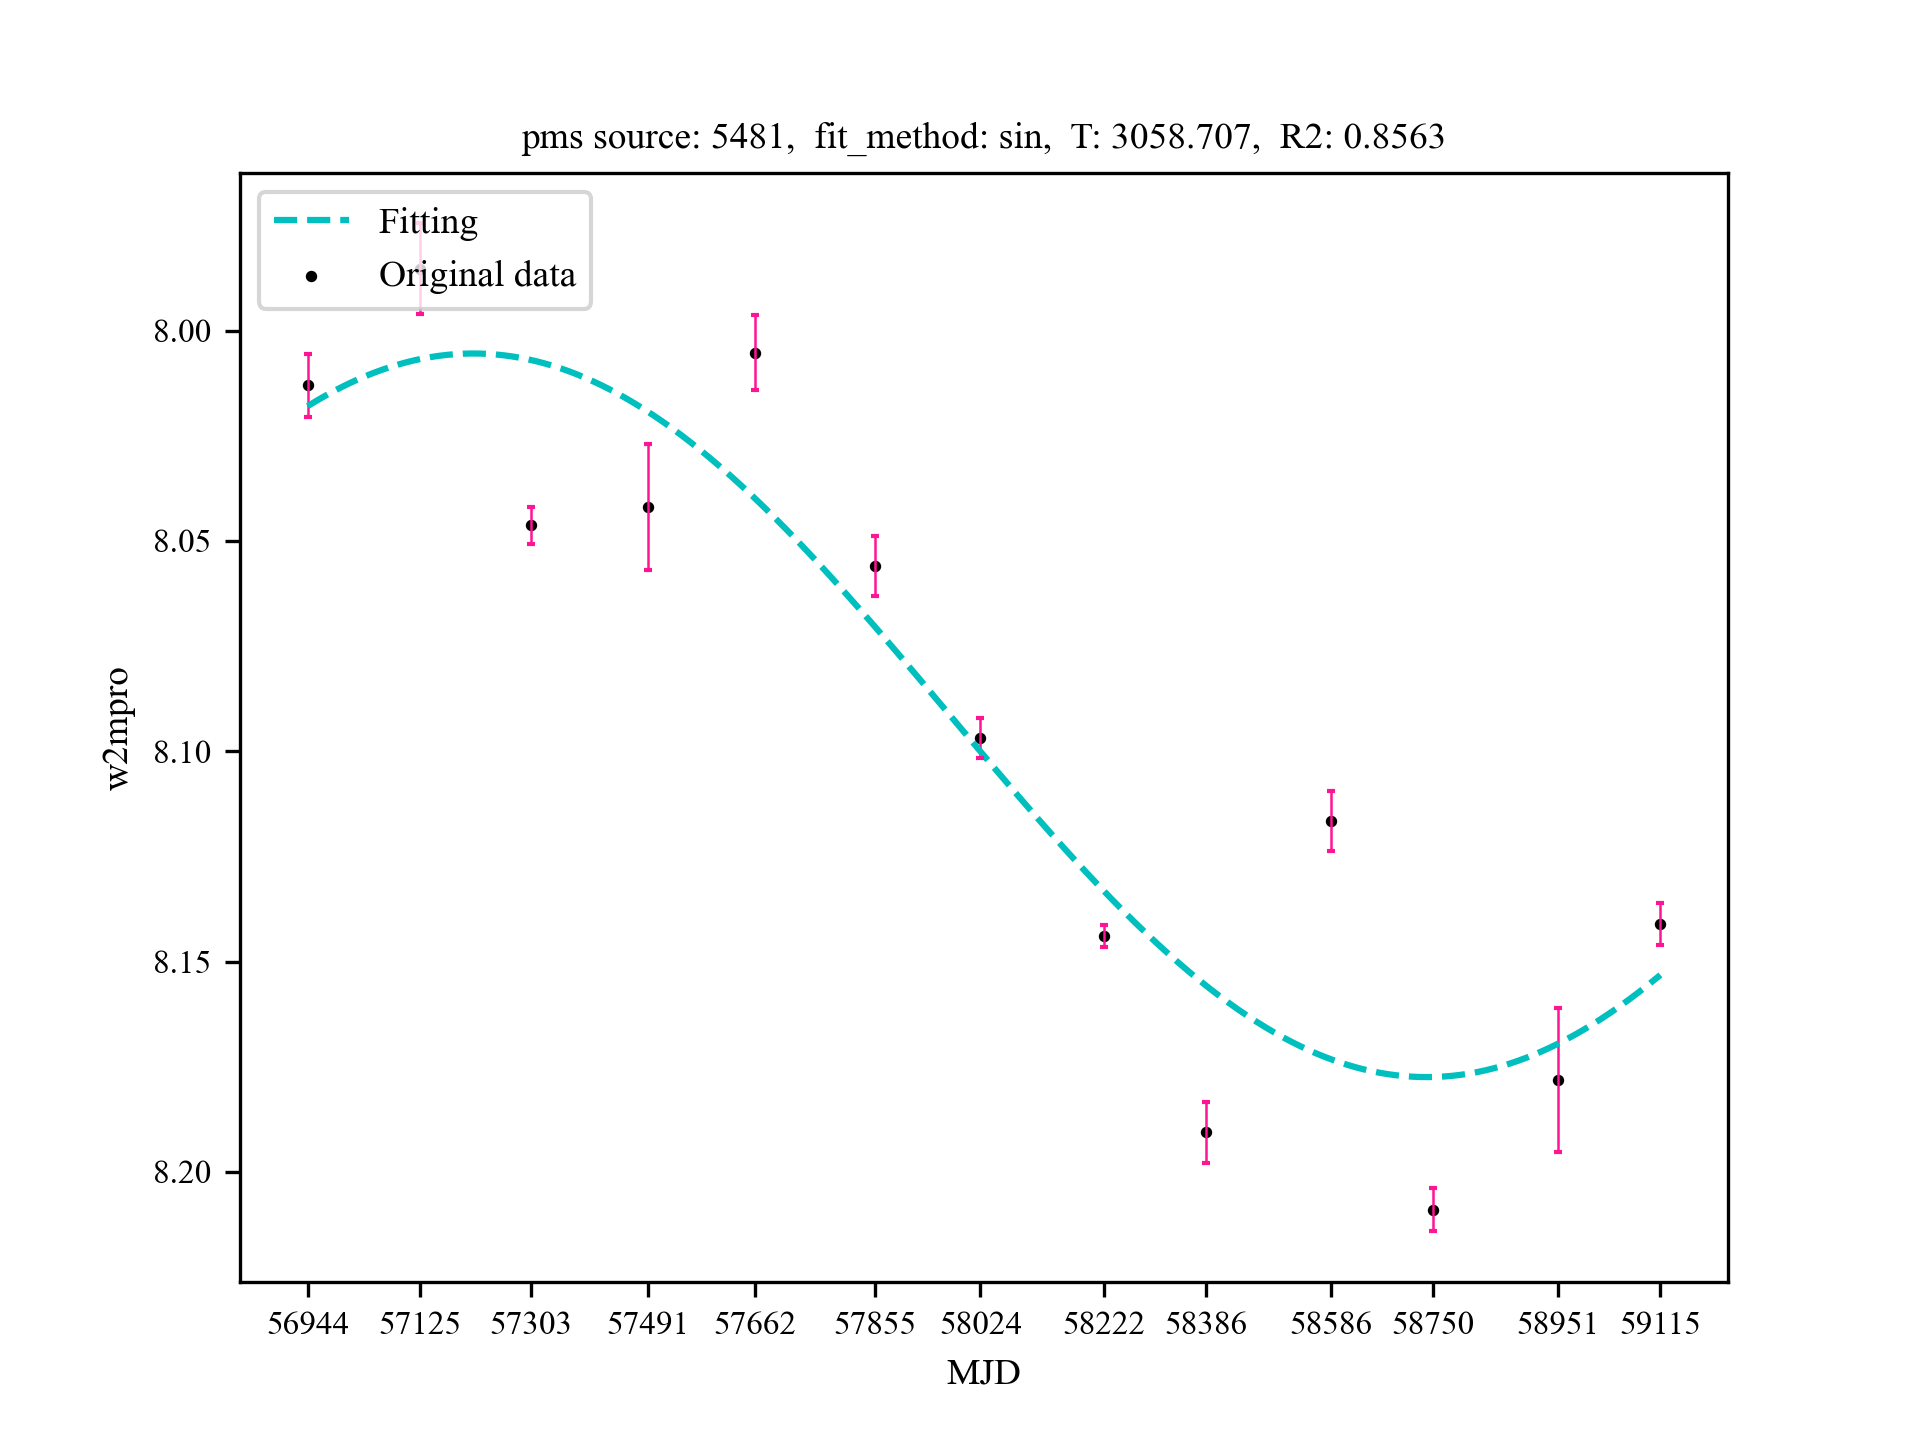 pms source: 5481, fit_method: sin, T: 3058.707, R2: 0.8563
Fitting
Original data
8.00
8.05
8.10
8.15
8.20
w2mpro
56944 57125 57303 57491 57662 57855 58024 58222 58386 58586 58750 58951 59115
MJD